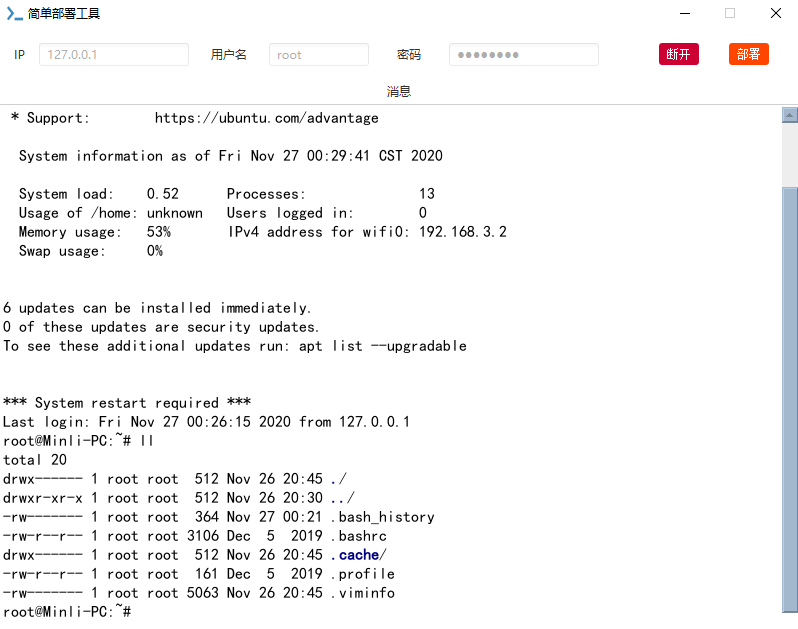 简单部署工具
IP 127.0.0.1 用户名 root 密码 ●●●●●●●● 断开 部署
消息
* Support:        https://ubuntu.com/advantage
System information as of Fri Nov 27 00:29:41 CST 2020
System load:    0.52      Processes:              13
Usage of /home: unknown   Users logged in:        0
Memory usage:   53%       IPv4 address for wifi0: 192.168.3.2
Swap usage:     0%
6 updates can be installed immediately.
0 of these updates are security updates.
To see these additional updates run: apt list --upgradable
*** System restart required ***
Last login: Fri Nov 27 00:26:15 2020 from 127.0.0.1
root@Minli-PC:~# ll
total 20
drwx------ 1 root root  512 Nov 26 20:45 ./
drwxr-xr-x 1 root root  512 Nov 26 20:30 ../
-rw------- 1 root root  364 Nov 27 00:21 .bash_history
-rw-r--r-- 1 root root 3106 Dec  5  2019 .bashrc
drwx------ 1 root root  512 Nov 26 20:45 .cache/
-rw-r--r-- 1 root root  161 Dec  5  2019 .profile
-rw------- 1 root root 5063 Nov 26 20:45 .viminfo
root@Minli-PC:~#